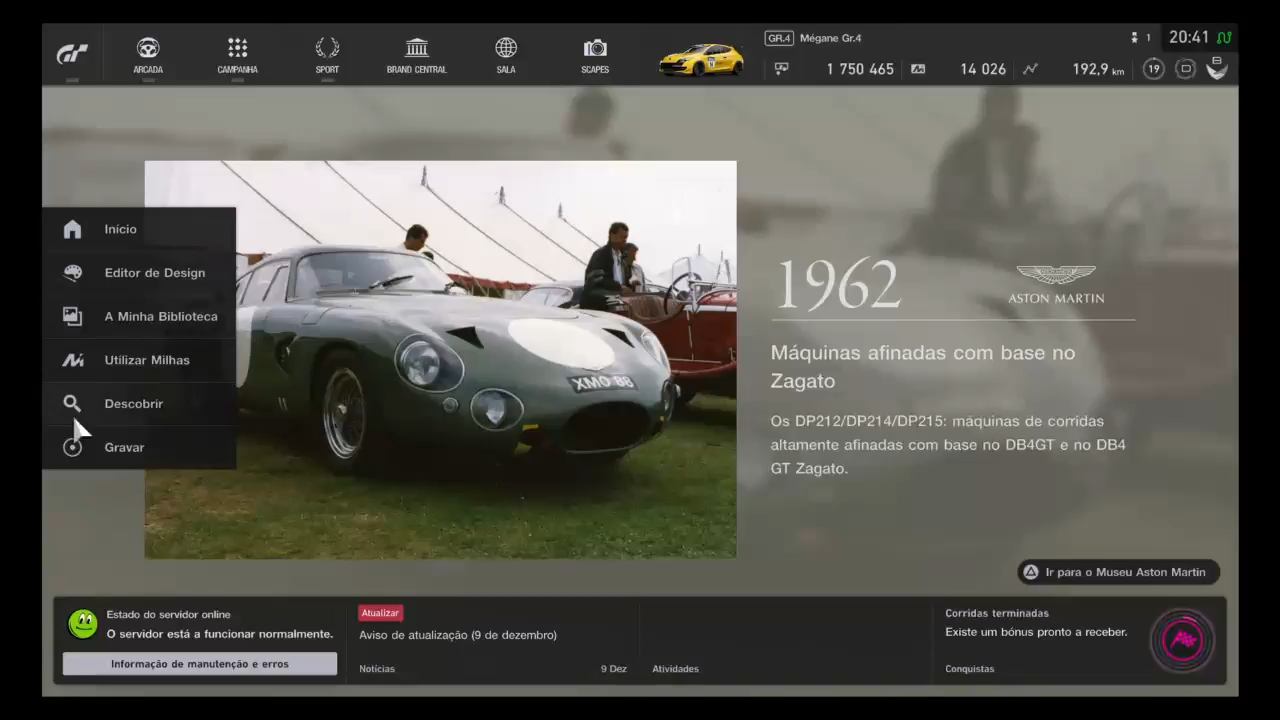 GT
ARCADA
CAMPANHA
SPORT
BRAND CENTRAL
SALA
SCAPES
GR.4 Mégane Gr.4
1
20:41
1 750 465
14 026
192,9 km
19
Início
Editor de Design
A Minha Biblioteca
Utilizar Milhas
Descobrir
Gravar
XMO 88
1962
ASTON MARTIN
Máquinas afinadas com base no
Zagato
Os DP212/DP214/DP215: máquinas de corridas
altamente afinadas com base no DB4GT e no DB4
GT Zagato.
Ir para o Museu Aston Martin
Estado do servidor online
O servidor está a funcionar normalmente.
Informação de manutenção e erros
Atualizar
Aviso de atualização (9 de dezembro)
Notícias
9 Dez
Atividades
Corridas terminadas
Existe um bónus pronto a receber.
Conquistas